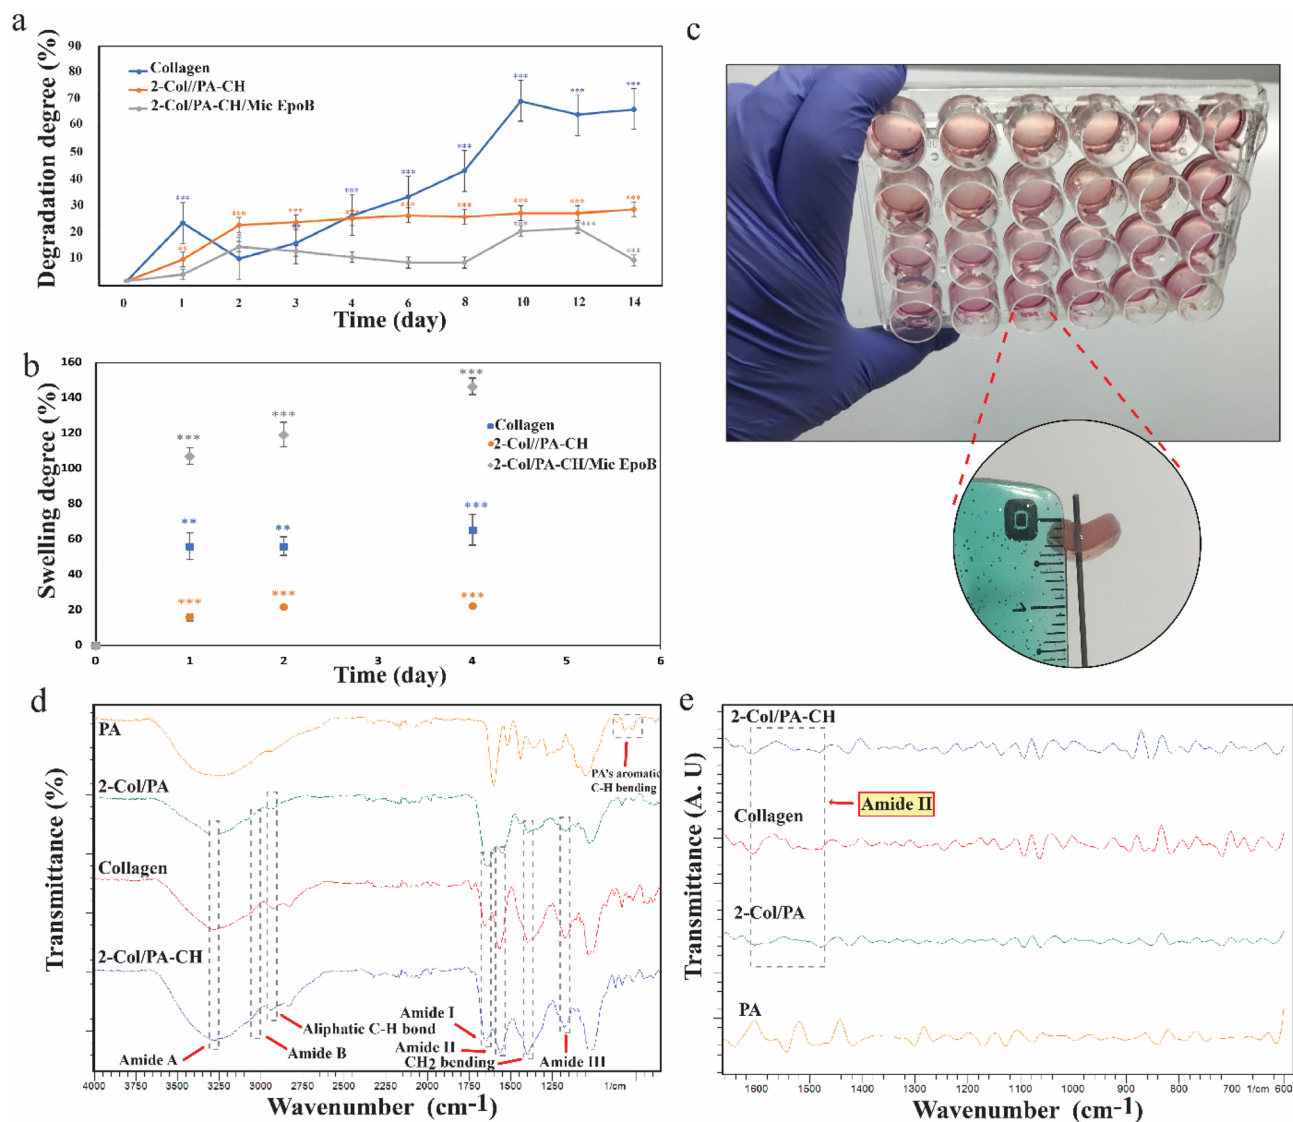 a
Degradation degree (%)
90
80
70
60
50
40
30
20
10
Collagen
2-Col//PA-CH
2-Col/PA-CH/Mic EpoB
*** ** *** ** *** ** *** *** *** *** *** *** *** *** *** *** *** *** *** *** ***
0 1 2 3 4 6 8 10 12 14
Time (day)
b
Swelling degree (%)
160
140
120
100
80
60
40
20
0
*** *** ***
** ** ***
*** *** ***
Collagen
2-Col//PA-CH
2-Col/PA-CH/Mic EpoB
0 1 2 3 4 5 6
Time (day)
c
1
d
Transmittance (%)
PA
PA's aromatic
C-H bending
2-Col/PA
Collagen
2-Col/PA-CH
Amide A
Amide B
Aliphatic C-H bond
Amide I
Amide II
CH2 bending
Amide III
4000 3500 3000 2500 2000 1500 1250 1/cm
Wavenumber (cm-1)
e
Transmittance (A. U)
2-Col/PA-CH
Amide II
Collagen
2-Col/PA
PA
1600 1500 1400 1300 1200 1100 1000 900 800 700 1/cm 600
Wavenumber (cm-1)